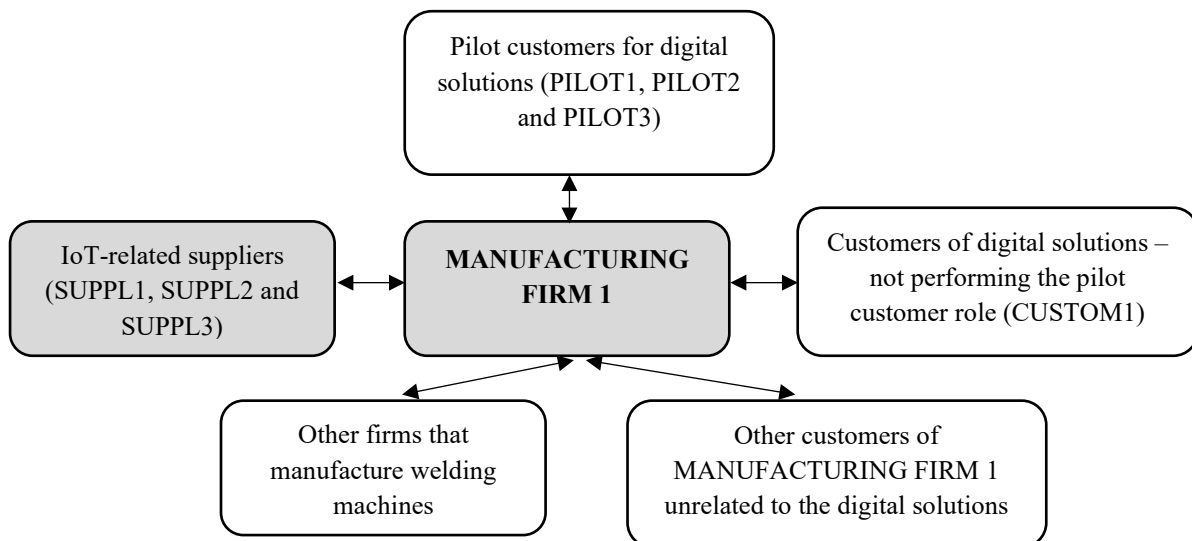 Pilot customers for digital
solutions (PILOT1, PILOT2
and PILOT3)
IoT-related suppliers
(SUPPL1, SUPPL2 and
SUPPL3)
MANUFACTURING
FIRM 1
Customers of digital solutions –
not performing the pilot
customer role (CUSTOM1)
Other firms that
manufacture welding
machines
Other customers of
MANUFACTURING FIRM 1
unrelated to the digital solutions